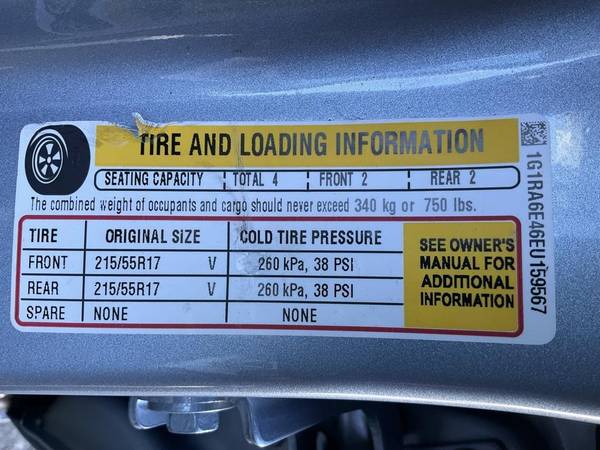 TIRE AND LOADING INFORMATION
SEATING CAPACITY TOTAL 4 FRONT 2 REAR 2
The combined weight of occupants and cargo should never exceed 340 kg or 750 lbs.
TIRE ORIGINAL SIZE COLD TIRE PRESSURE
FRONT 215/55R17 V 260 kPa, 38 PSI
REAR 215/55R17 V 260 kPa, 38 PSI
SPARE NONE NONE
SEE OWNER'S
MANUAL FOR
ADDITIONAL
INFORMATION
1G1RA6E46EU159567